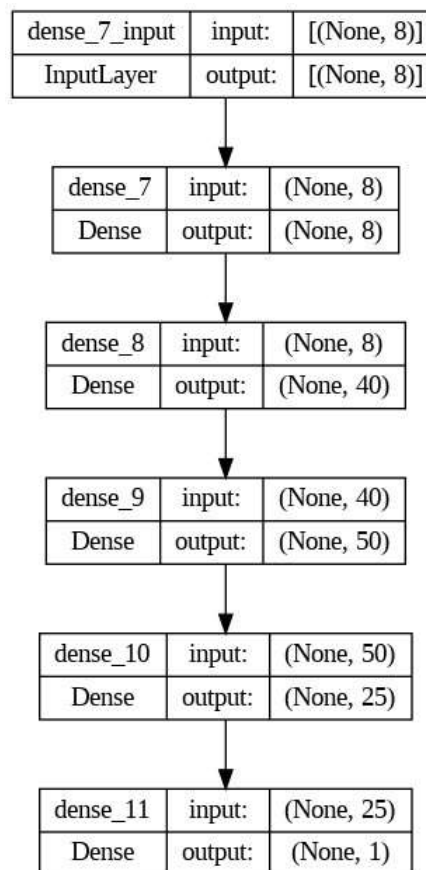 dense_7_input input: [(None, 8)]
InputLayer output: [(None, 8)]
dense_7 input: (None, 8)
Dense output: (None, 8)
dense_8 input: (None, 8)
Dense output: (None, 40)
dense_9 input: (None, 40)
Dense output: (None, 50)
dense_10 input: (None, 50)
Dense output: (None, 25)
dense_11 input: (None, 25)
Dense output: (None, 1)